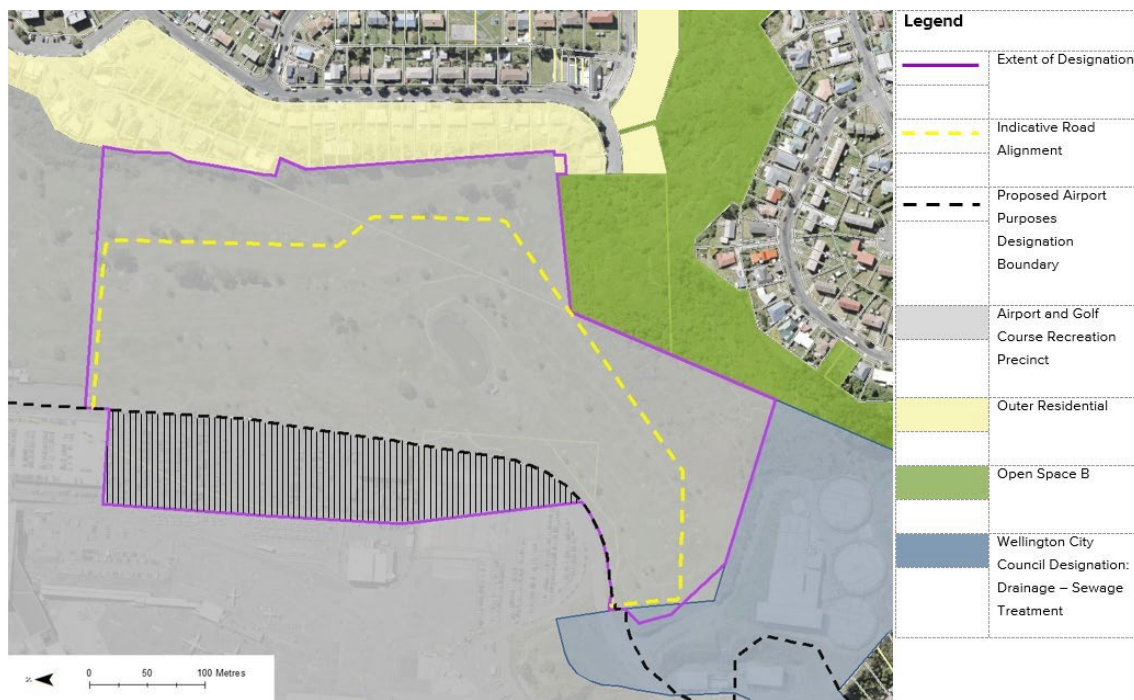 Legend
Extent of Designation
Indicative Road
Alignment
Proposed Airport
Purposes
Designation
Boundary
Airport and Golf
Course Recreation
Precinct
Outer Residential
Open Space B
Wellington City
Council Designation:
Drainage – Sewage
Treatment
0 50 100 Metres